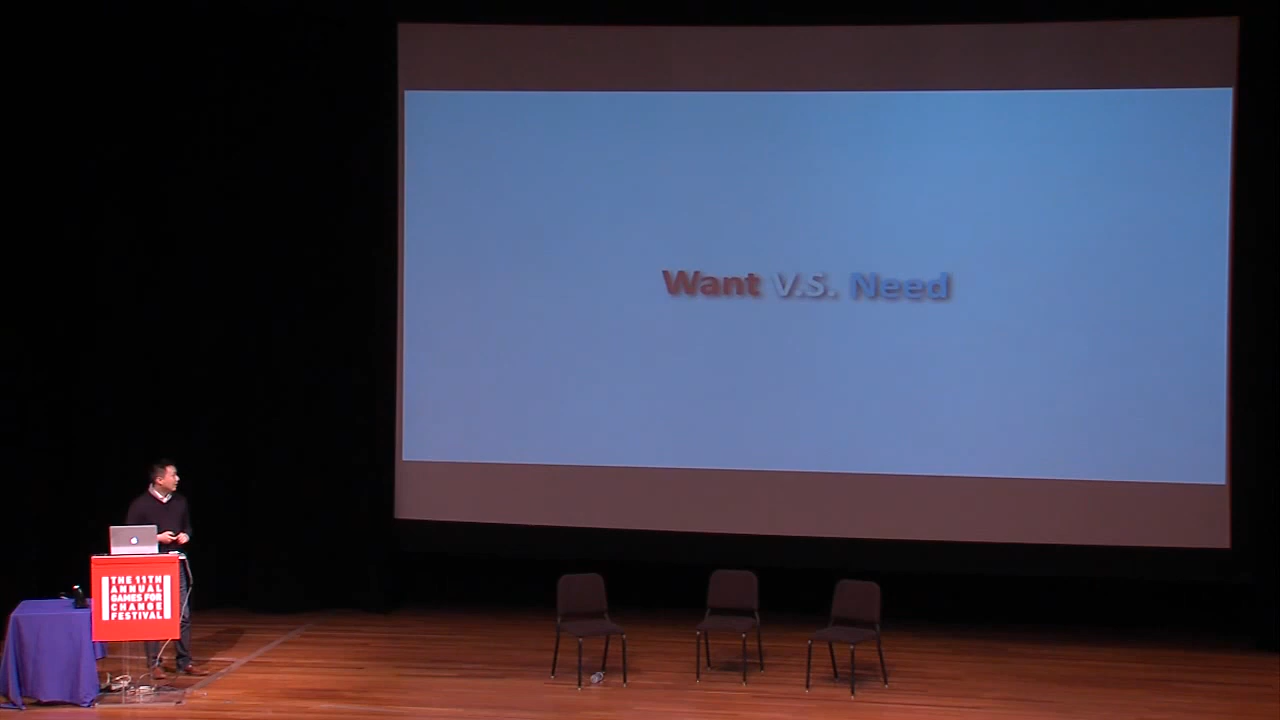 Want V.S. Need
THE 11TH
ANNUAL
GAMES FOR
CHANGE
FESTIVAL